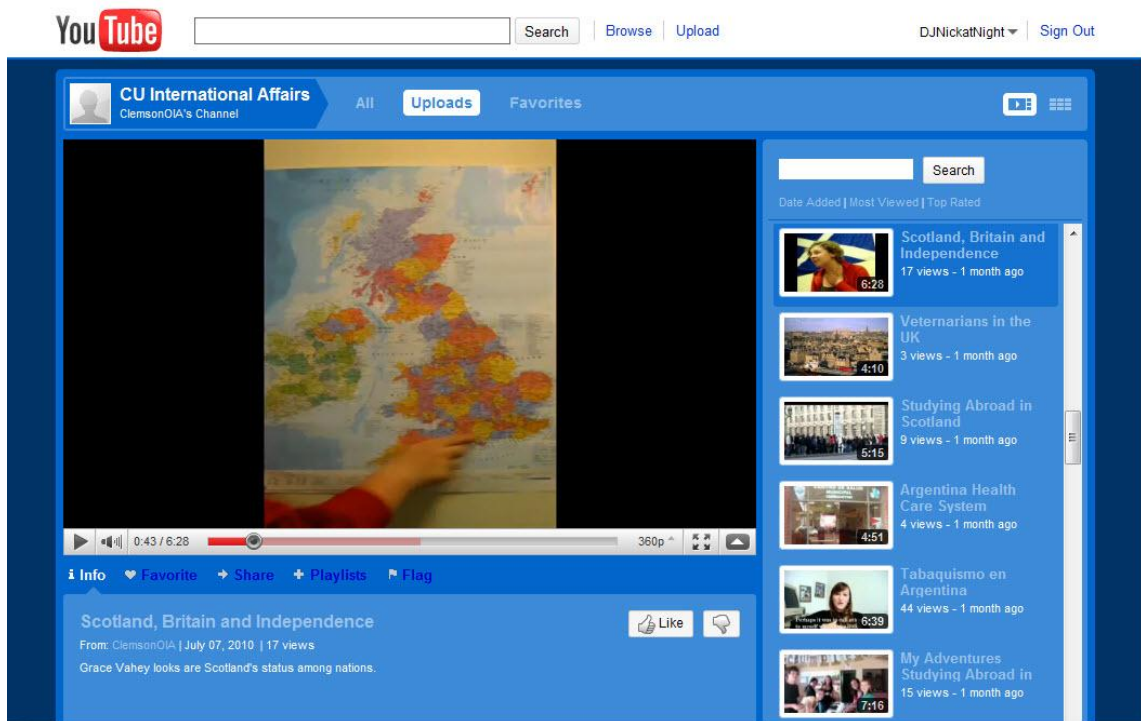 YouTube
Search
Browse
Upload
DJNickatNight
Sign Out
CU International Affairs
ClemsonOIA's Channel
All
Uploads
Favorites
Search
Date Added | Most Viewed | Top Rated
Scotland, Britain and
Independence
17 views - 1 month ago
6:28
Veternarians in the
UK
3 views - 1 month ago
4:10
Studying Abroad in
Scotland
9 views - 1 month ago
5:15
Argentina Health
Care System
4 views - 1 month ago
4:51
Tabaquismo en
Argentina
44 views - 1 month ago
6:39
My Adventures
Studying Abroad in
15 views - 1 month ago
7:16
0:43 / 6:28
360p
Info
Favorite
Share
Playlists
Flag
Scotland, Britain and Independence
Like
From: ClemsonOIA | July 07, 2010 | 17 views
Grace Vahey looks are Scotland's status among nations.